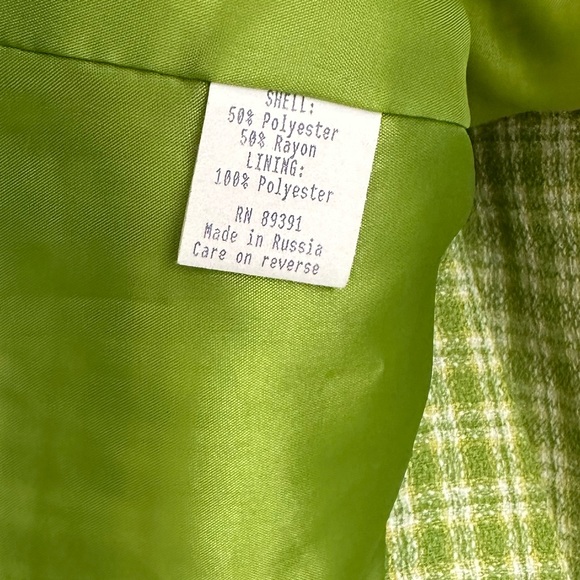 SHELL:
50% Polyester
50% Rayon
LINING:
100% Polyester
RN 89391
Made in Russia
Care on reverse